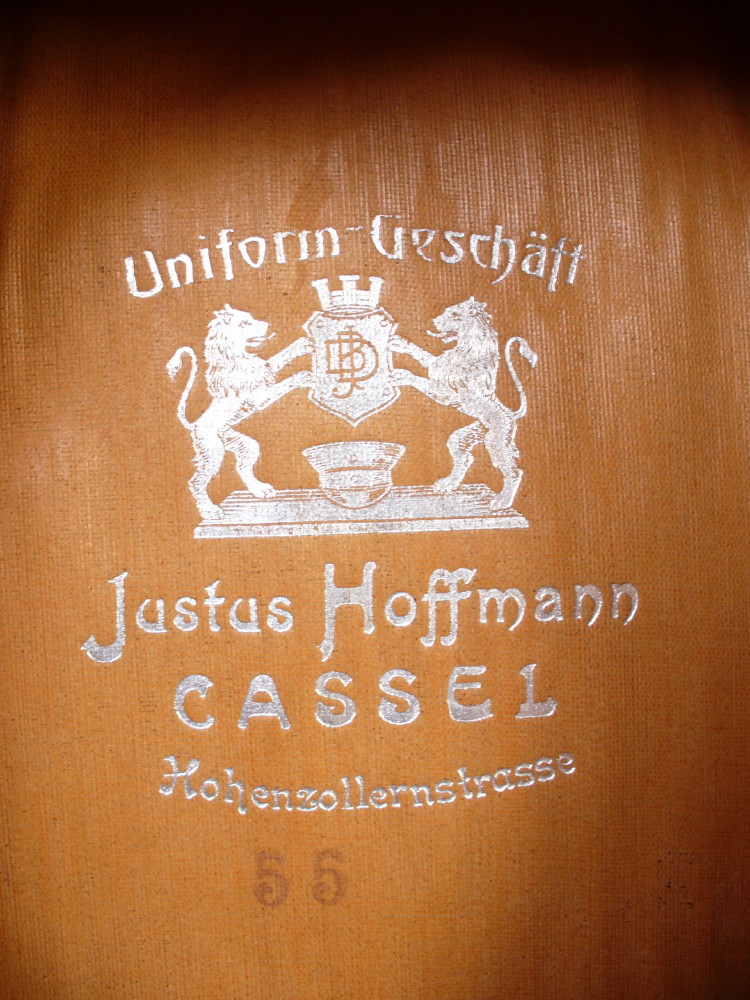 Uniform-Geschäft
Justus Hoffmann
CASSEL
Hohenzollernstrasse
55